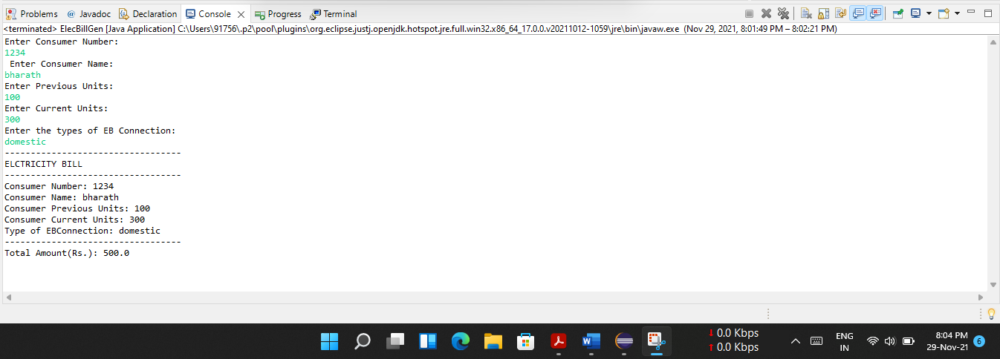 Problems @ Javadoc Declaration Console Progress Terminal
<terminated> ElecBillGen [Java Application] C:\Users\91756\.p2\pool\plugins\org.eclipse.justj.openjdk.hotspot.jre.full.win32.x86_64_17.0.0.v20211012-1059\jre\bin\javaw.exe (Nov 29, 2021, 8:01:49 PM – 8:02:21 PM)
Enter Consumer Number:
1234
Enter Consumer Name:
bharath
Enter Previous Units:
100
Enter Current Units:
300
Enter the types of EB Connection:
domestic
----------------------------------
ELCTRICITY BILL
----------------------------------
Consumer Number: 1234
Consumer Name: bharath
Consumer Previous Units: 100
Consumer Current Units: 300
Type of EBConnection: domestic
----------------------------------
Total Amount(Rs.): 500.0
0.0 Kbps
0.0 Kbps
ENG
IN
8:04 PM
29-Nov-21
6